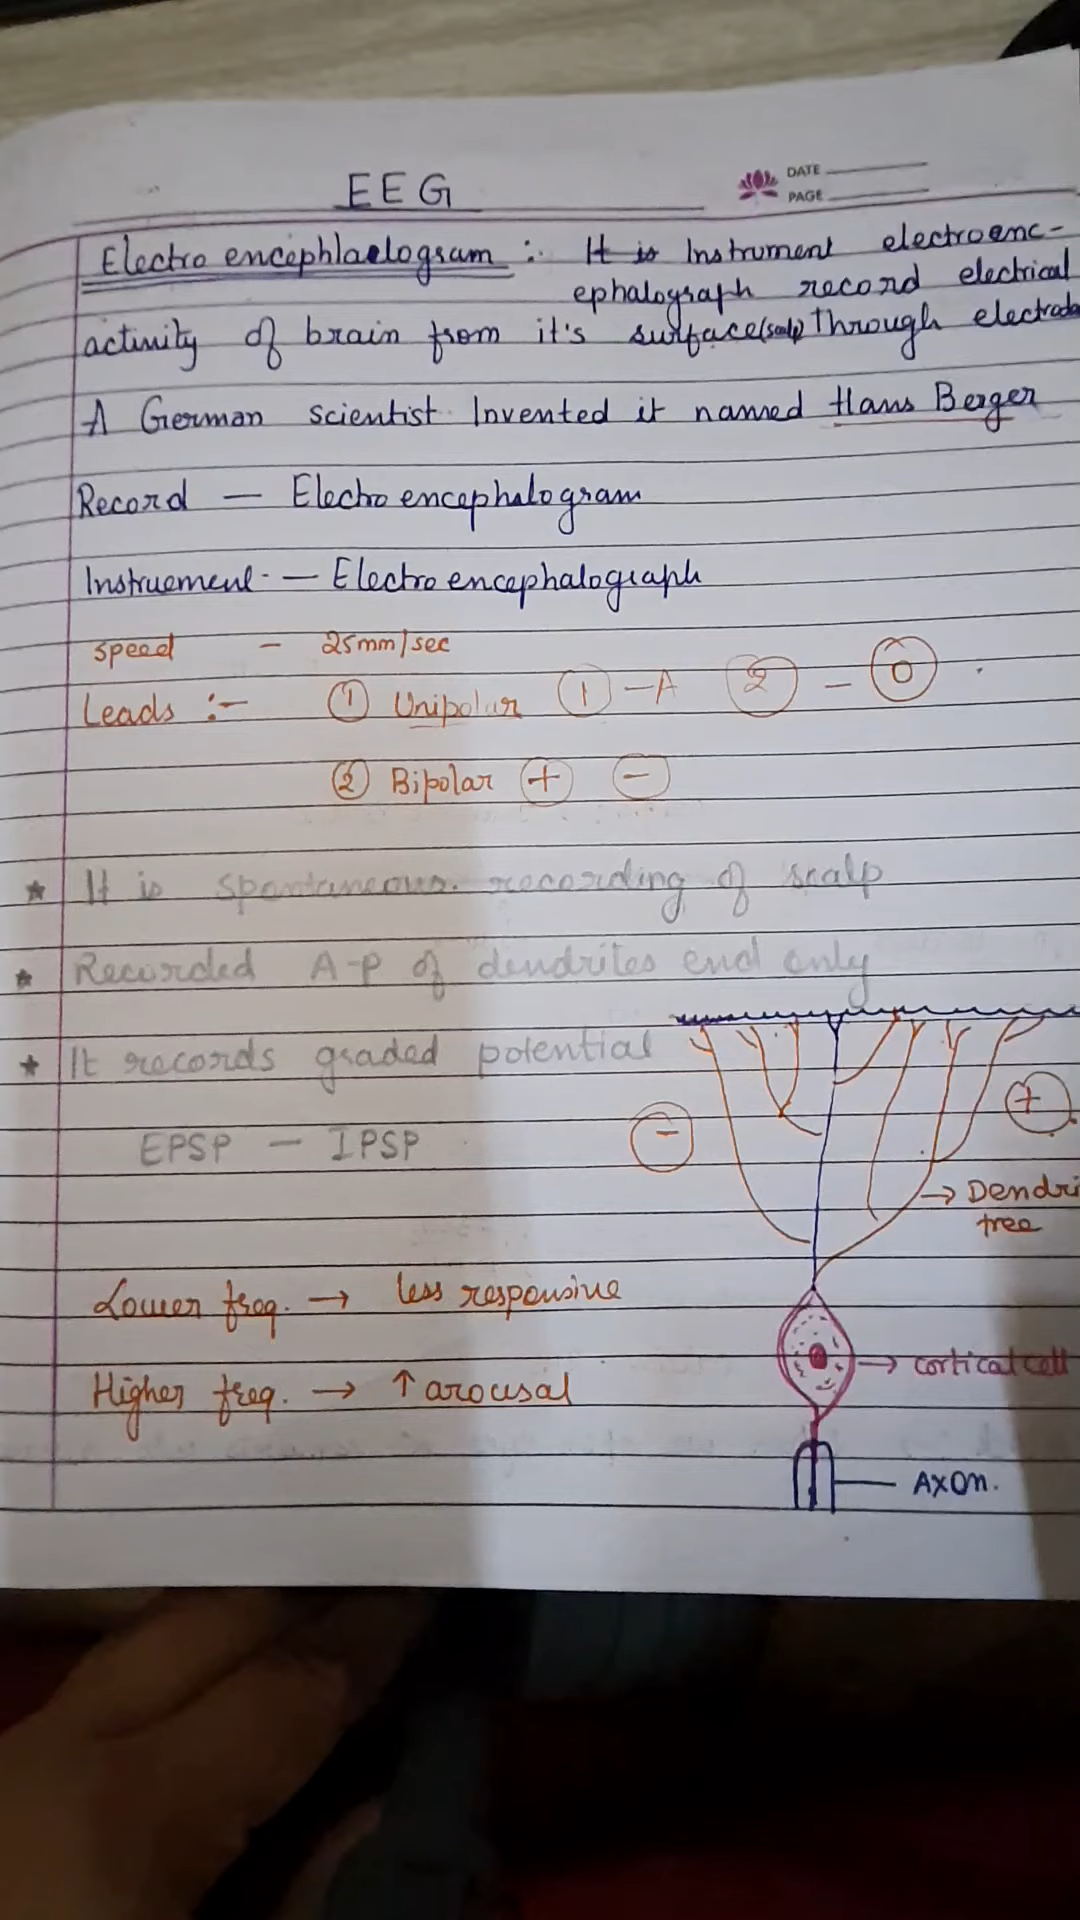 EEG
DATE
PAGE
Electro encephlaelogram :. It is Instrument electroenc-
ephalograph record electrical
activity of brain from it's surface(scalp) Through electrode
A German scientist Invented it named Hans Berger
Record — Electro encephalogram
Instruement - — Electro encephalograph
speed - 25mm/sec
Leads :- ① Unipolar ① -A ② - ⓪
② Bipolar ⊕ ⊖
★ It is spontaneous recording of scalp
★ Recorded A-P of dendrites end only
★ It records graded potential
EPSP — IPSP
⊖ ⊕
→ Dendri
tree
Lower freq. → less responsive
→ cortical cell
Higher freq. → ↑ arousal
— AXON.